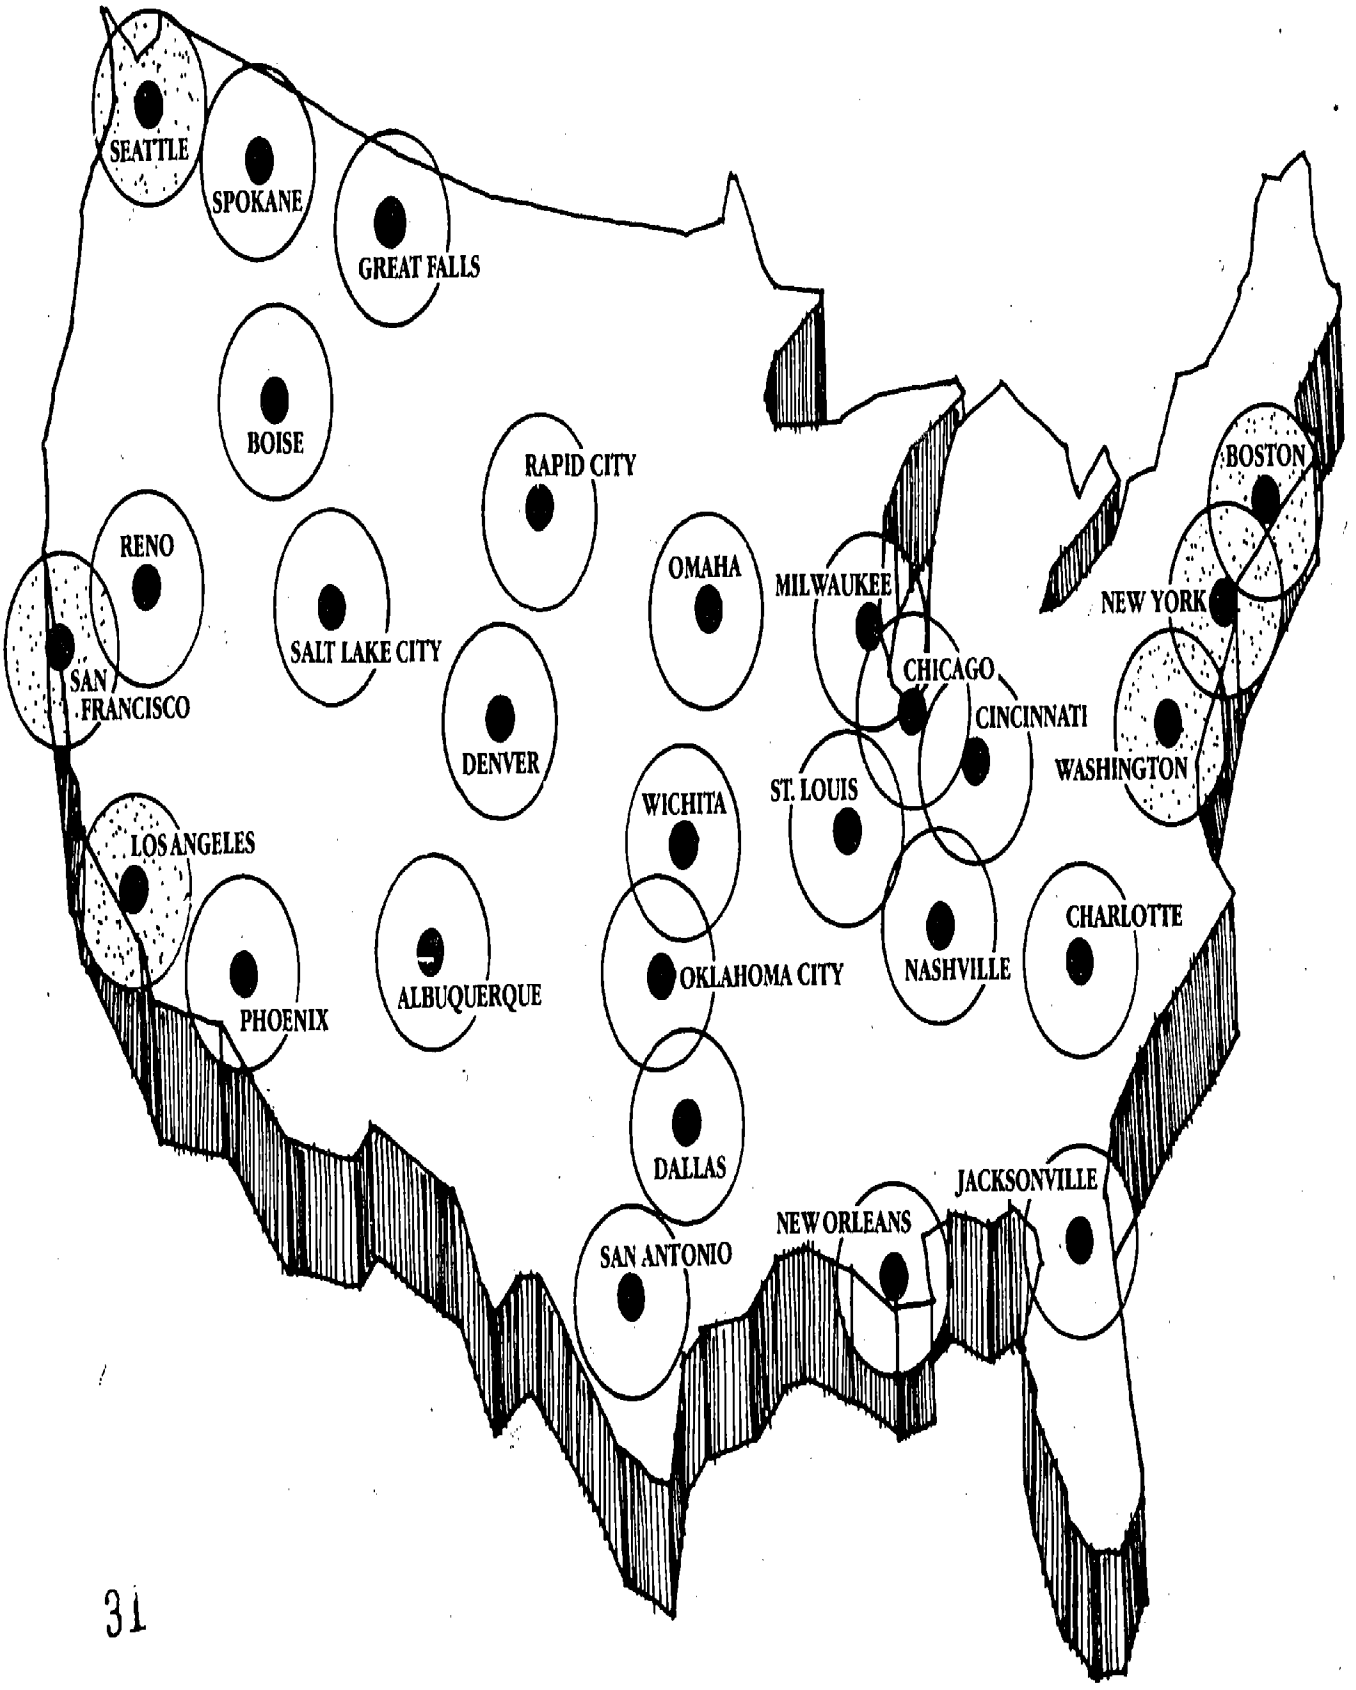 SEATTLE
SPOKANE
GREAT FALLS
BOISE
BOSTON
RAPID CITY
RENO
OMAHA
MILWAUKEE
NEW YORK
SALT LAKE CITY
CHICAGO
SAN
FRANCISCO
CINCINNATI
DENVER
WASHINGTON
ST. LOUIS
WICHITA
LOS ANGELES
CHARLOTTE
NASHVILLE
OKLAHOMA CITY
ALBUQUERQUE
PHOENIX
DALLAS
JACKSONVILLE
NEW ORLEANS
SAN ANTONIO
31